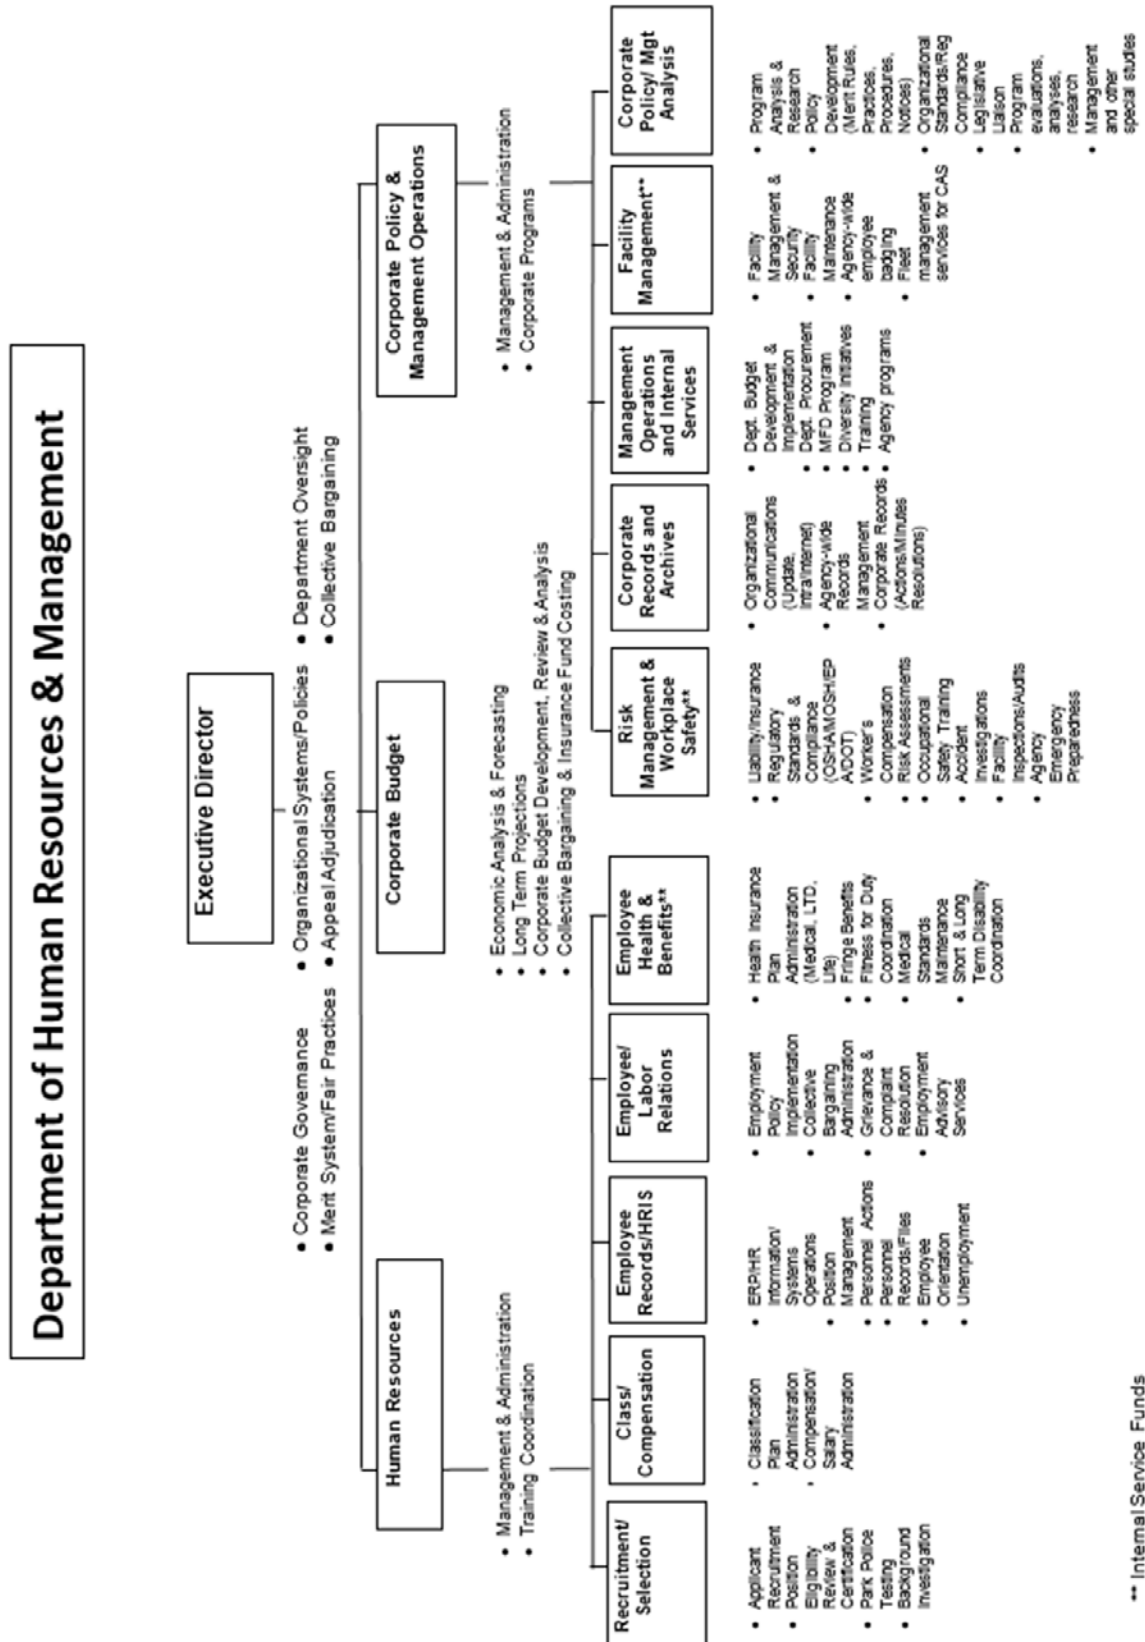 Department of Human Resources & Management
Executive Director
• Corporate Governance
• Organizational Systems/Policies
• Department Oversight
• Merit System/Fair Practices
• Appeal Adjudication
• Collective Bargaining
Human Resources
Corporate Budget
Corporate Policy &
Management Operations
• Management & Administration
• Training Coordination
• Economic Analysis & Forecasting
• Long Term Projections
• Corporate Budget Development, Review & Analysis
• Collective Bargaining & Insurance Fund Costing
• Management & Administration
• Corporate Programs
Recruitment/
Selection
Class/
Compensation
Employee
Records/HRIS
Employee/
Labor
Relations
Employee
Health &
Benefits**
Risk
Management &
Workplace
Safety**
Corporate
Records and
Archives
Management
Operations
and Internal
Services
Facility
Management**
Corporate
Policy/ Mgt
Analysis
• Applicant
Recruitment
• Position
Eligibility
Review &
Certification
• Park Police
Testing
• Background
Investigation
• Classification
Plan
Administration
• Compensation/
Salary
Administration
• ERP/HR
Information/
Systems
Operations
• Position
Management
• Personnel Actions
• Personnel
Records/Files
• Employee
Orientation
• Unemployment
• Employment
Policy
Implementation
• Collective
Bargaining
Administration
• Grievance &
Complaint
Resolution
• Employment
Advisory
Services
• Health Insurance
Plan
Administration
(Medical, LTD,
Life)
• Fringe Benefits
• Fitness for Duty
Coordination
• Medical
Standards
Maintenance
• Short & Long
Term Disability
Coordination
• Liability/Insurance
• Regulatory
Standards &
Compliance
(OSHA/MOSH/EP
A/DOT)
• Worker's
Compensation
• Risk Assessments
• Occupational
Safety Training
• Accident
Investigations
• Facility
Inspections/Audits
• Agency
Emergency
Preparedness
• Organizational
Communications
(Update,
Intra/Internet)
• Agency-wide
Records
Management
• Corporate Records
(Actions/Minutes
Resolutions)
• Dept. Budget
Development &
Implementation
• Dept. Procurement
• MFD Program
• Diversity Initiatives
• Training
• Agency programs
• Facility
Management &
Security
• Facility
Maintenance
• Agency-wide
employee
badging
• Fleet
management
services for CAS
• Program
Analysis &
Research
• Policy
Development
(Merit Rules,
Practices,
Procedures,
Notices)
• Organizational
Standards/Reg
Compliance
• Legislative
Liaison
• Program
evaluations,
analyses,
research
• Management
and other
special studies
** Internal Service Funds